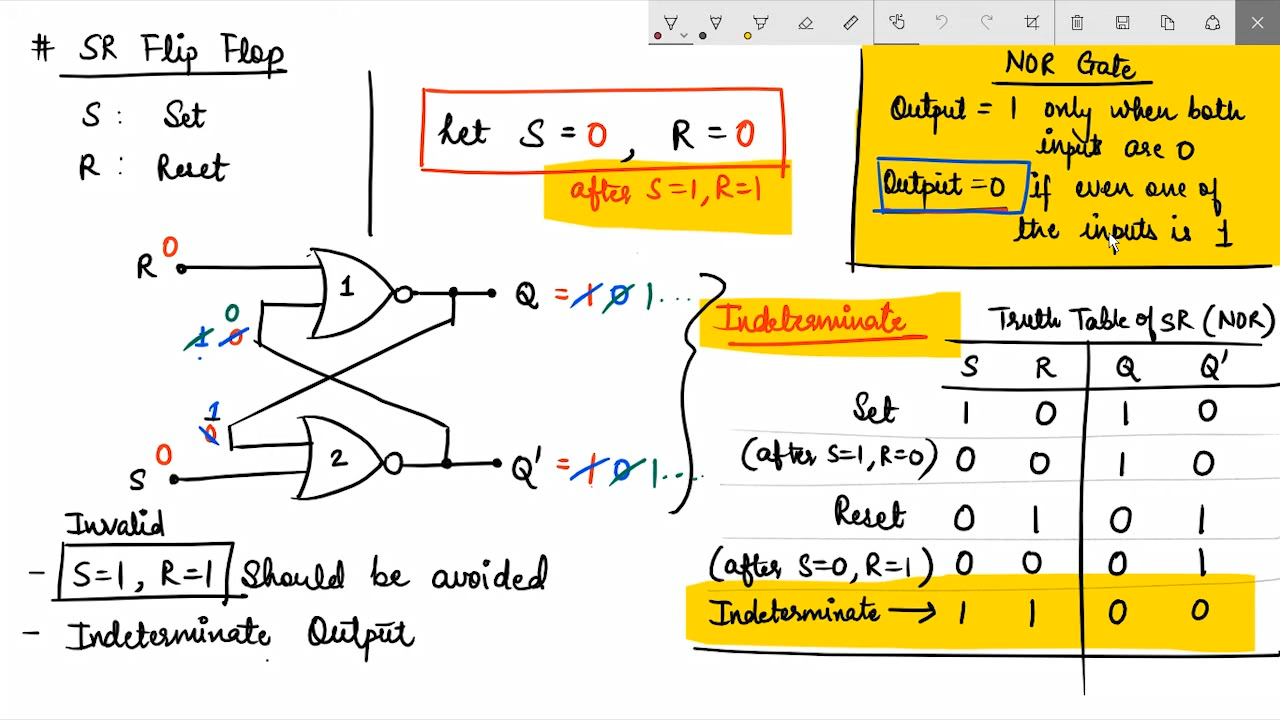 # SR Flip Flop
S : Set
R : Reset
Let S = 0 , R = 0
after S=1, R=1
NOR Gate
Output = 1 only when both
inputs are 0
Output = 0 if even one of
the inputs is 1
R 0
1
Q = 1 0 1....
0
1 0
1
0
0
S
2
Q' = 1 0 1....
Indeterminate
Truth Table of SR (NOR)
S R Q Q'
Set 1 0 1 0
(after S=1, R=0) 0 0 1 0
Reset 0 1 0 1
(after S=0, R=1) 0 0 0 1
Indeterminate → 1 1 0 0
Invalid
- S=1, R=1 Should be avoided
- Indeterminate Output